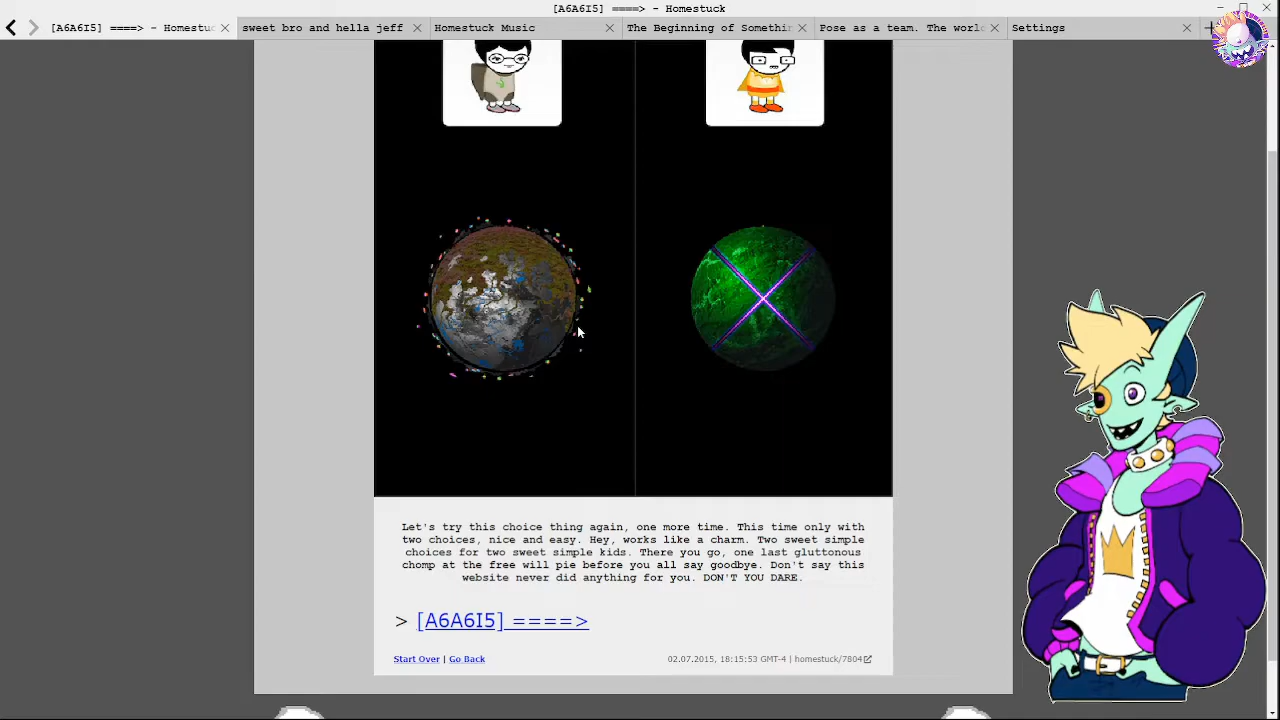 [A6A6I5] ====> - Homestuck
[A6A6I5] ====> - Homestuc
sweet bro and hella jeff
Homestuck Music
The Beginning of Somethin
Pose as a team. The worl
Settings
Let's try this choice thing again, one more time. This time only with
two choices, nice and easy. Hey, works like a charm. Two sweet simple
choices for two sweet simple kids. There you go, one last gluttonous
chomp at the free will pie before you all say goodbye. Don't say this
website never did anything for you. DON'T YOU DARE.
> [A6A6I5] ====>
Start Over | Go Back
02.07.2015, 18:15:53 GMT-4 | homestuck/7804